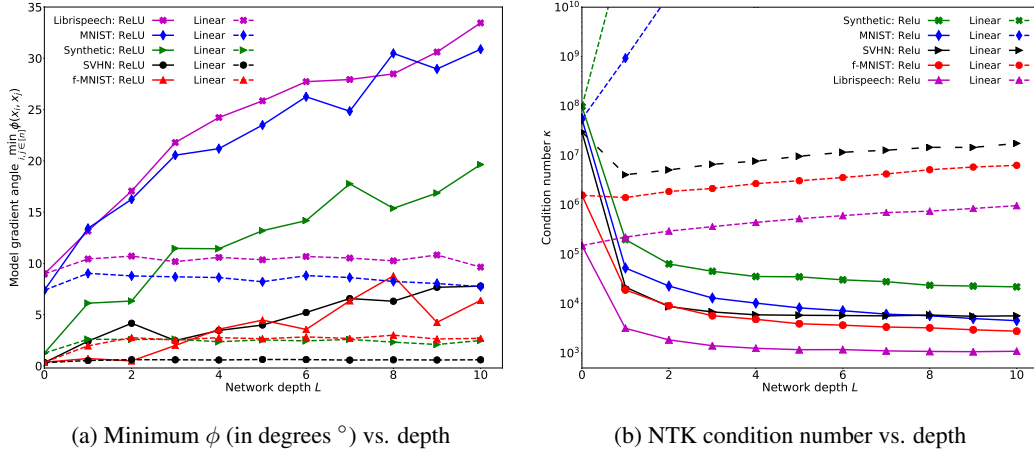 Librispeech: ReLU Linear
MNIST: ReLU Linear
Synthetic: ReLU Linear
SVHN: ReLU Linear
f-MNIST: ReLU Linear
Model gradient angle min_{i,j∈[n]} ϕ(x_i, x_j)
35
30
25
20
15
10
5
0
0 2 4 6 8 10
Network depth L
(a) Minimum ϕ (in degrees °) vs. depth
Synthetic: Relu Linear
MNIST: Relu Linear
SVHN: Relu Linear
f-MNIST: Relu Linear
Librispeech: Relu Linear
Condition number κ
10^10
10^9
10^8
10^7
10^6
10^5
10^4
10^3
0 2 4 6 8 10
Network depth L
(b) NTK condition number vs. depth